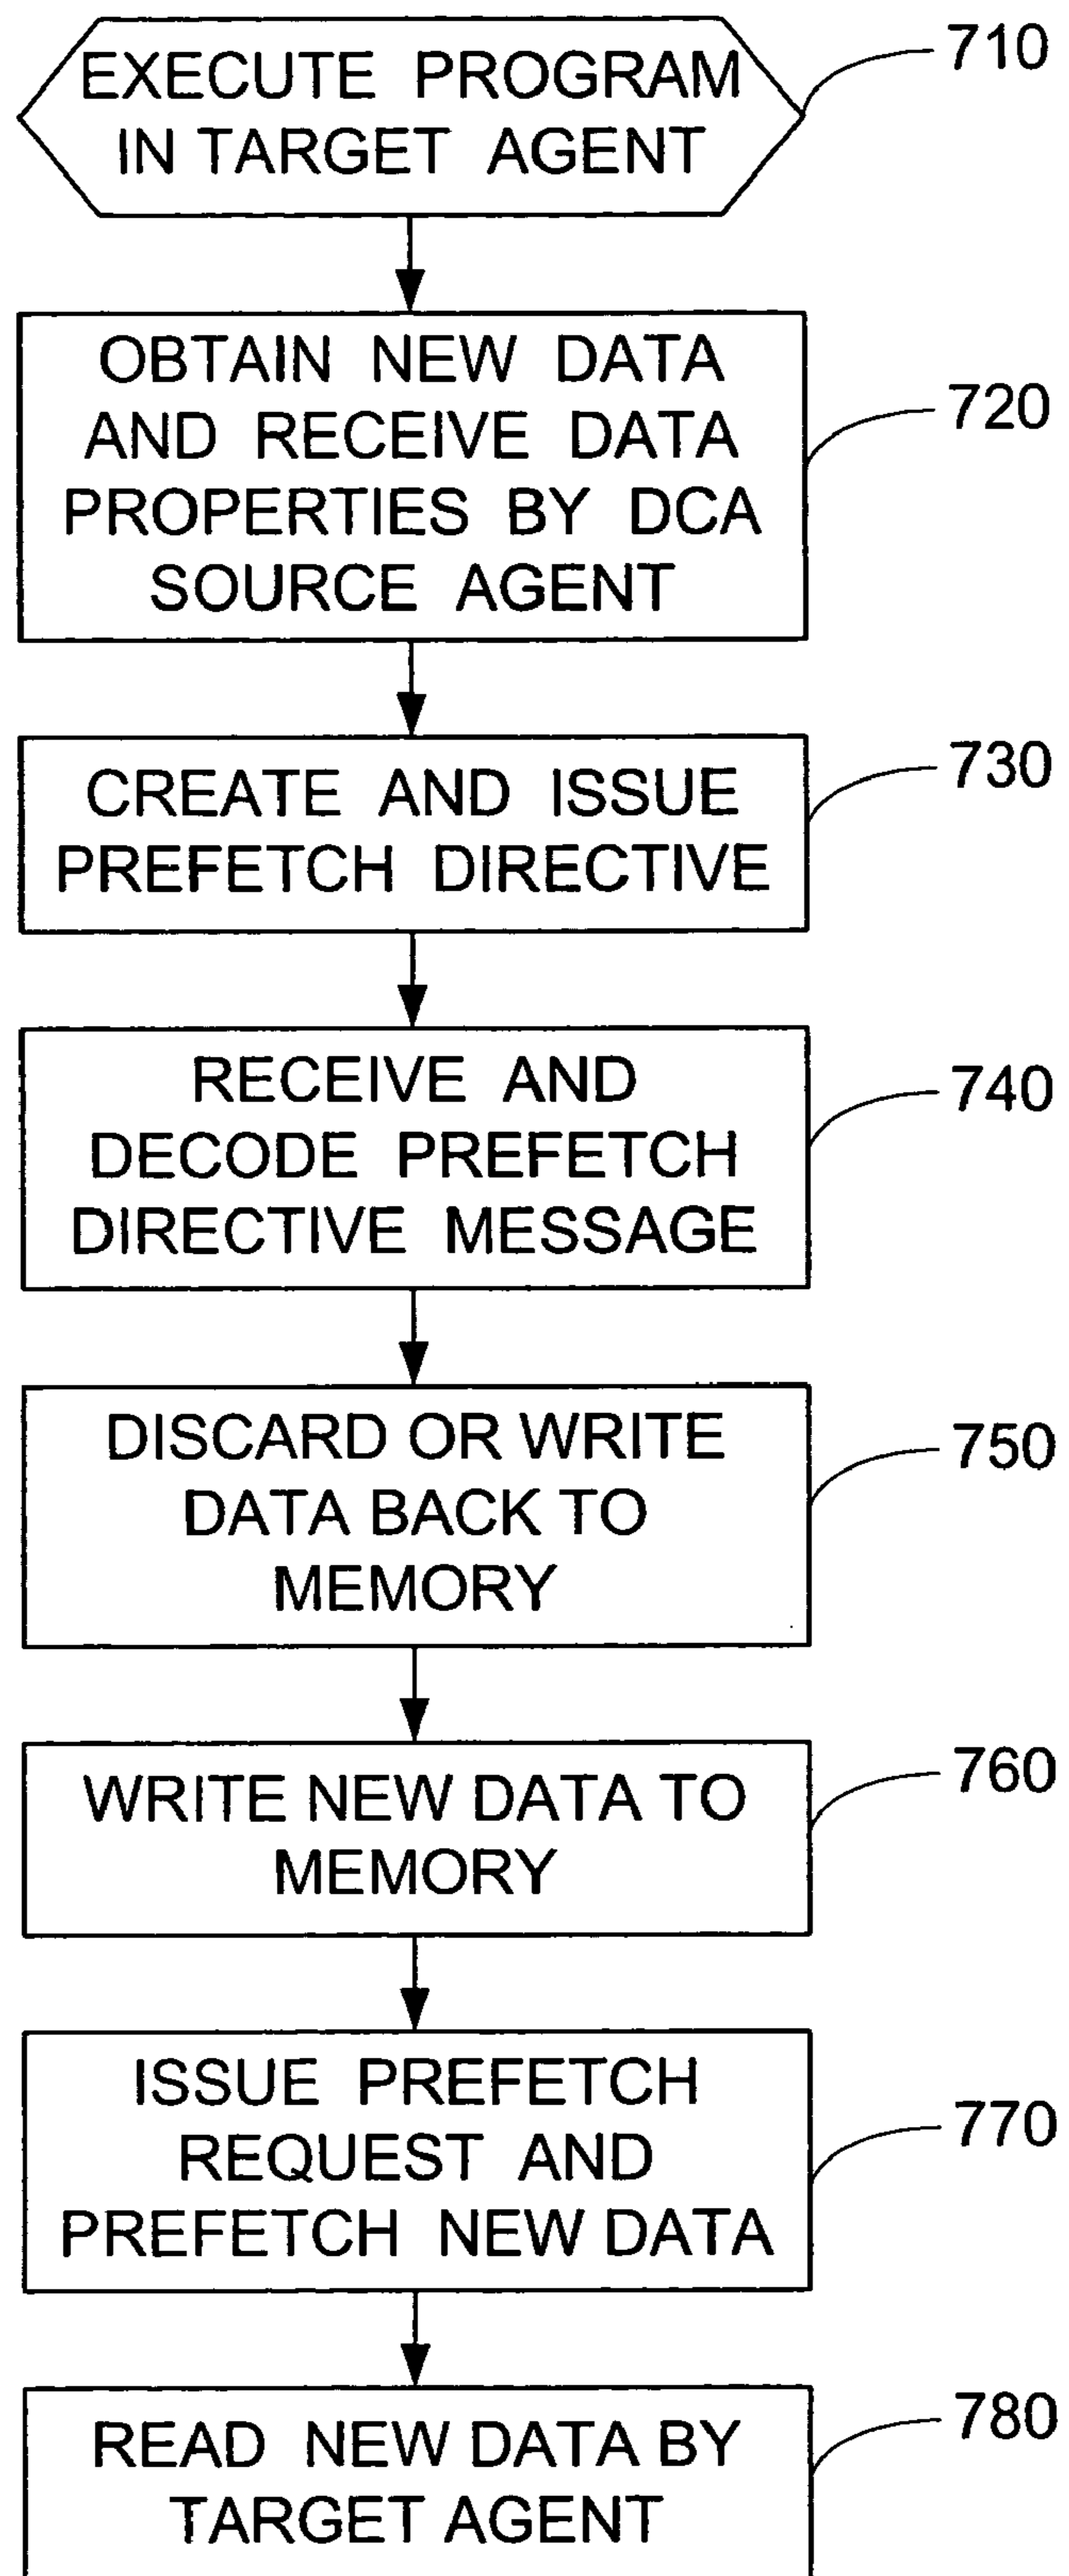 EXECUTE PROGRAM
IN TARGET AGENT
710
OBTAIN NEW DATA
AND RECEIVE DATA
PROPERTIES BY DCA
SOURCE AGENT
720
CREATE AND ISSUE
PREFETCH DIRECTIVE
730
RECEIVE AND
DECODE PREFETCH
DIRECTIVE MESSAGE
740
DISCARD OR WRITE
DATA BACK TO
MEMORY
750
WRITE NEW DATA TO
MEMORY
760
ISSUE PREFETCH
REQUEST AND
PREFETCH NEW DATA
770
READ NEW DATA BY
TARGET AGENT
780